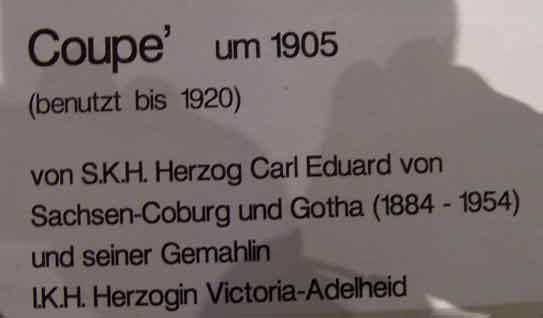 Coupe' um 1905
(benutzt bis 1920)
von S.K.H. Herzog Carl Eduard von
Sachsen-Coburg und Gotha (1884 - 1954)
und seiner Gemahlin
I.K.H. Herzogin Victoria-Adelheid